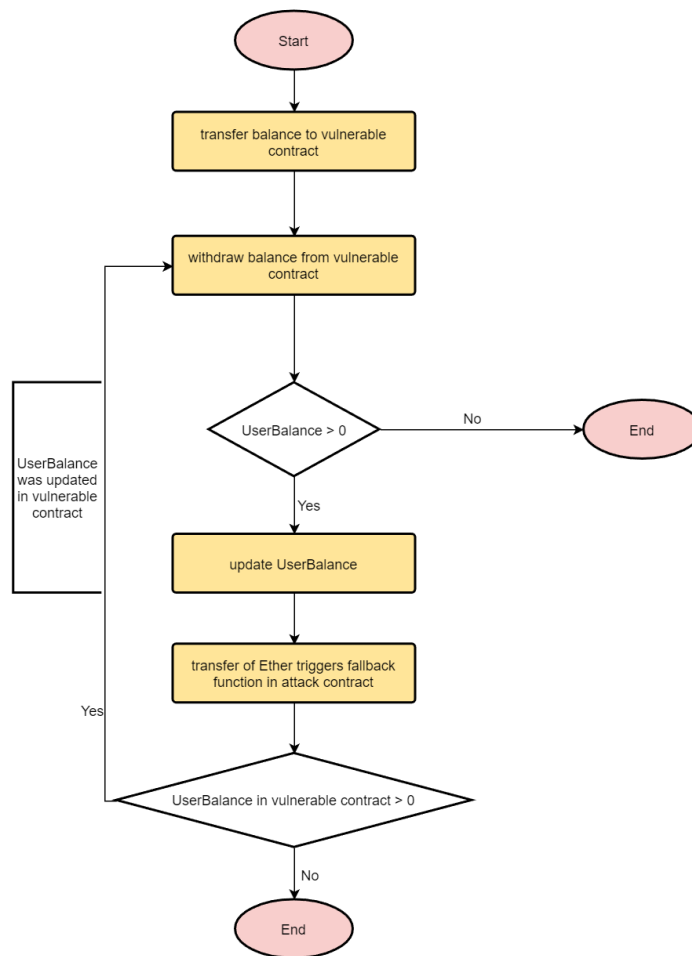 Start
transfer balance to vulnerable
contract
withdraw balance from vulnerable
contract
UserBalance > 0
No
End
UserBalance
was updated
in vulnerable
contract
Yes
update UserBalance
transfer of Ether triggers fallback
function in attack contract
Yes
UserBalance in vulnerable contract > 0
No
End